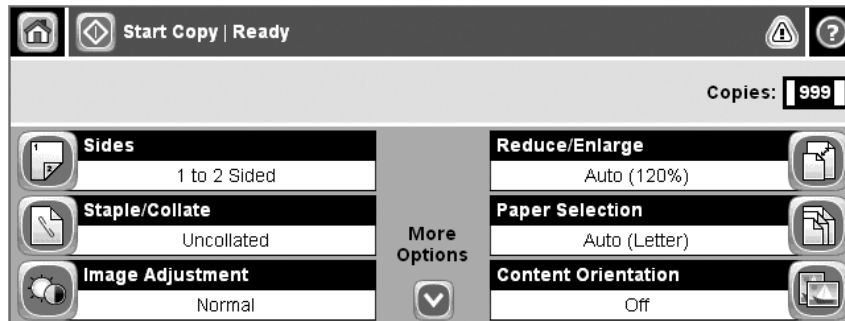 Start Copy | Ready
?
Copies: 999
Sides
1 to 2 Sided
Staple/Collate
Uncollated
Image Adjustment
Normal
More
Options
Reduce/Enlarge
Auto (120%)
Paper Selection
Auto (Letter)
Content Orientation
Off